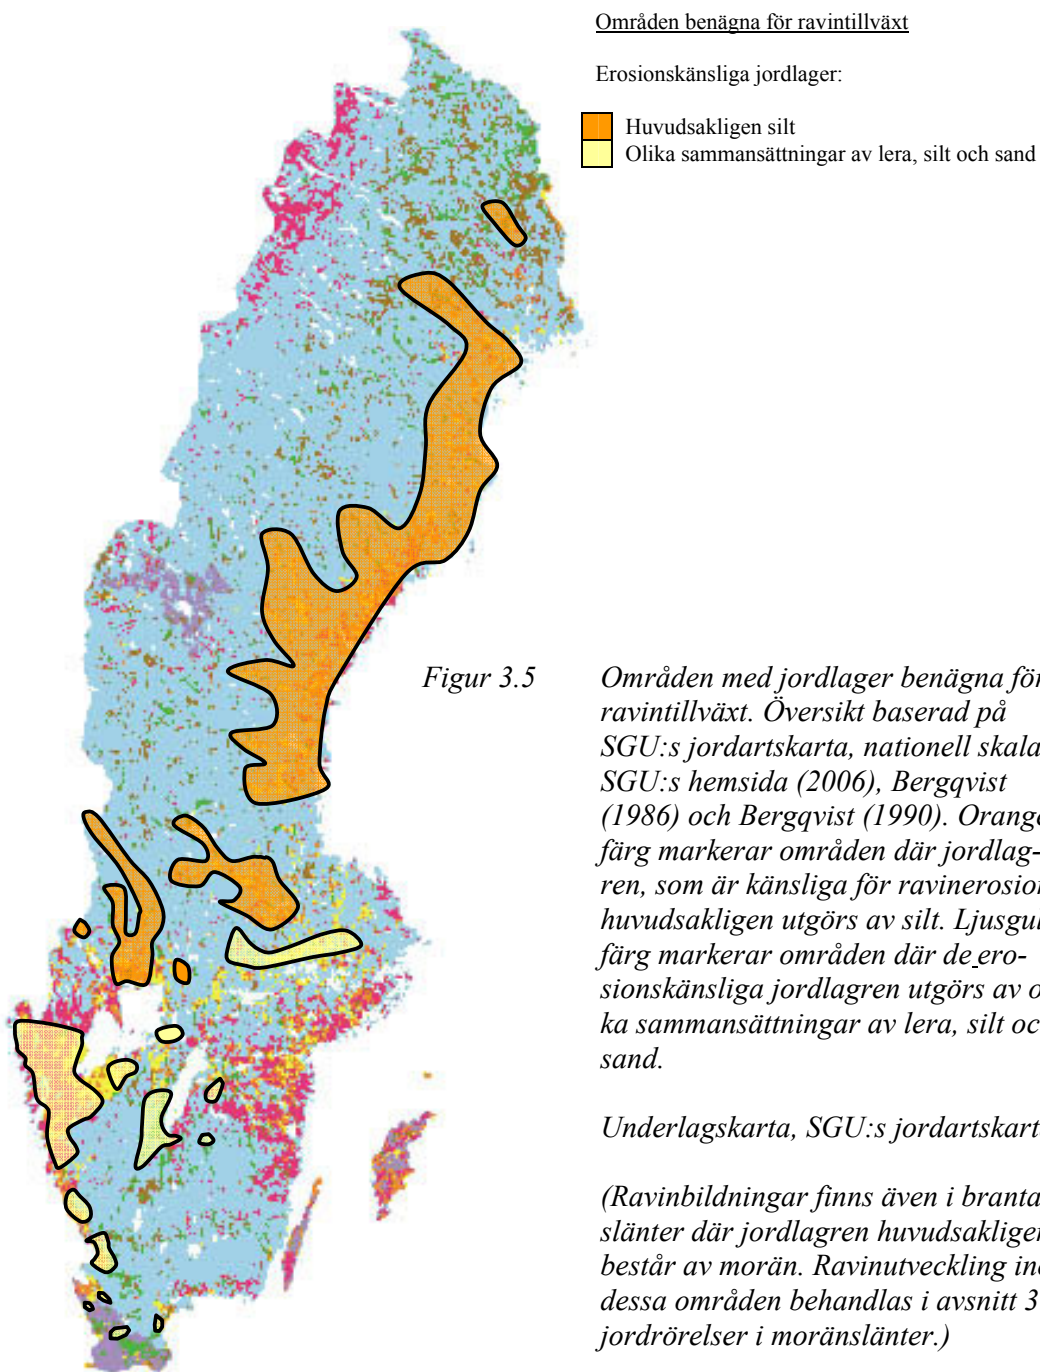 Områden benägna för ravintillväxt
Erosionskänsliga jordlager:
Huvudsakligen silt
Olika sammansättningar av lera, silt och sand
Figur 3.5
Områden med jordlager benägna för
ravintillväxt. Översikt baserad på
SGU:s jordartskarta, nationell skala
SGU:s hemsida (2006), Bergqvist
(1986) och Bergqvist (1990). Orange
färg markerar områden där jordlag-
ren, som är känsliga för ravinerosion
huvudsakligen utgörs av silt. Ljusgul
färg markerar områden där de ero-
sionskänsliga jordlagren utgörs av o
ka sammansättningar av lera, silt oc
sand.
Underlagskarta, SGU:s jordartskart
(Ravinbildningar finns även i branta
slänter där jordlagren huvudsakliger
består av morän. Ravinutveckling in
dessa områden behandlas i avsnitt 3
jordrörelser i moränslänter.)